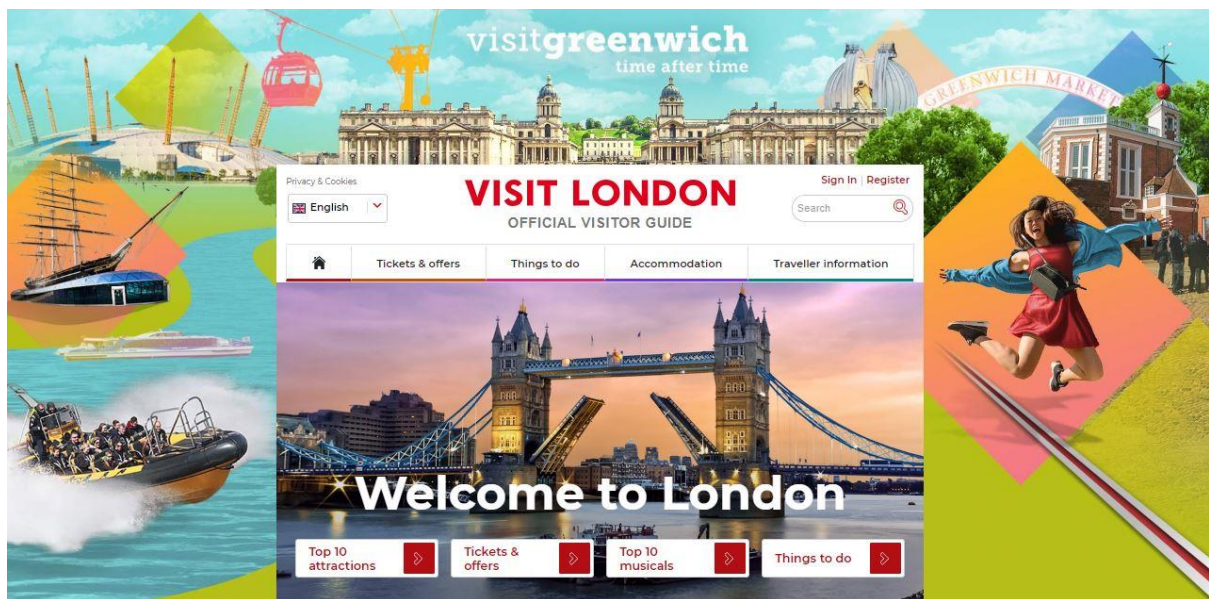 visitgreenwich
time after time
GREENWICH MARKET
Privacy & Cookies
Sign In | Register
VISIT LONDON
English
Search
OFFICIAL VISITOR GUIDE
Tickets & offers
Things to do
Accommodation
Traveller information
Welcome to London
Top 10
attractions
Tickets &
offers
Top 10
musicals
Things to do